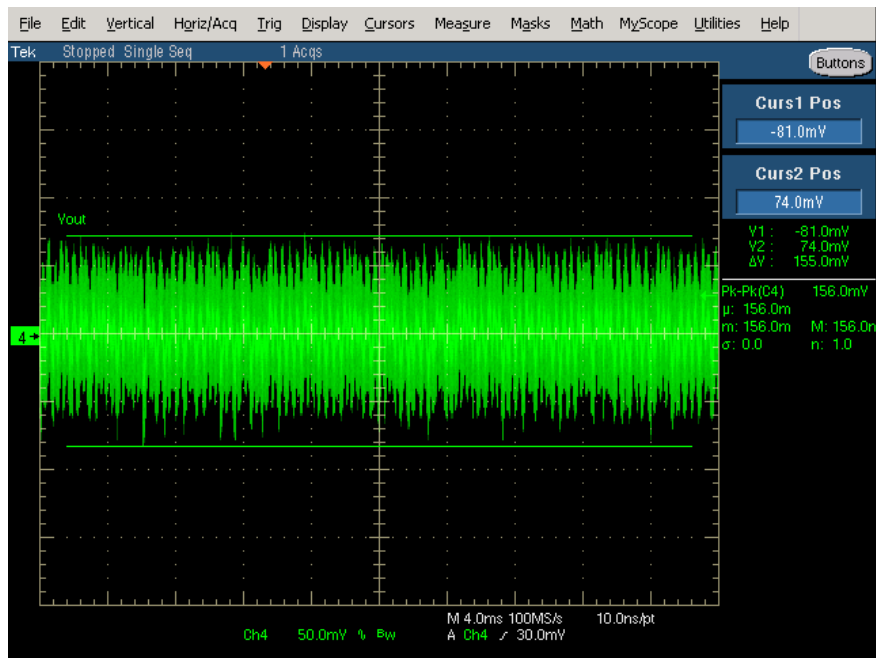 File Edit Vertical Horiz/Acq Trig Display Cursors Measure Masks Math MyScope Utilities Help
Tek Stopped Single Seq 1 Acqs
Buttons
Curs1 Pos
-81.0mV
Curs2 Pos
74.0mV
Vout
V1 : -81.0mV
V2 : 74.0mV
ΔV : 155.0mV
Pk-Pk(C4) 156.0mV
µ: 156.0m
m: 156.0m M: 156.0m
σ: 0.0 n: 1.0
4
M 4.0ms 100MS/s 10.0ns/pt
Ch4 50.0mV Bw A Ch4 30.0mV